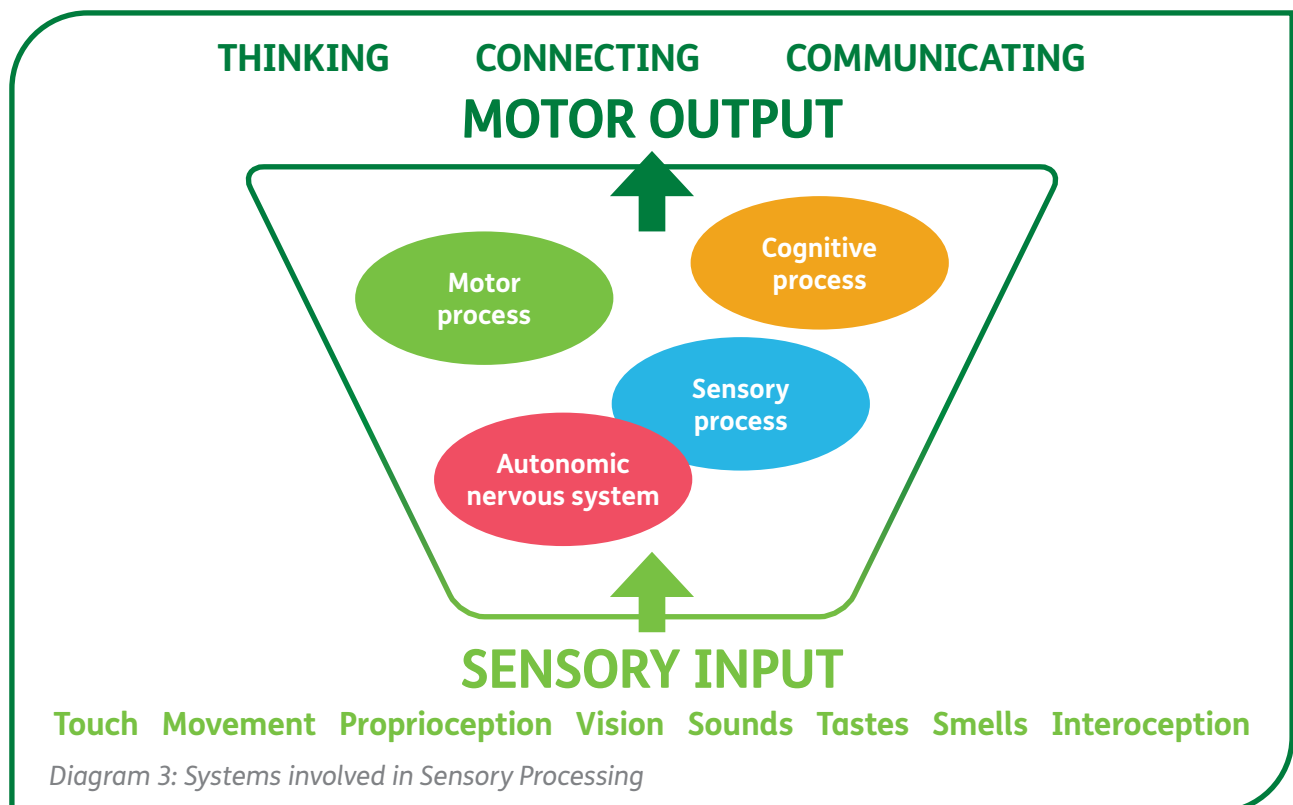 THINKING CONNECTING COMMUNICATING
MOTOR OUTPUT
Cognitive
process
Motor
process
Sensory
process
Autonomic
nervous system
SENSORY INPUT
Touch Movement Proprioception Vision Sounds Tastes Smells Interoception
Diagram 3: Systems involved in Sensory Processing